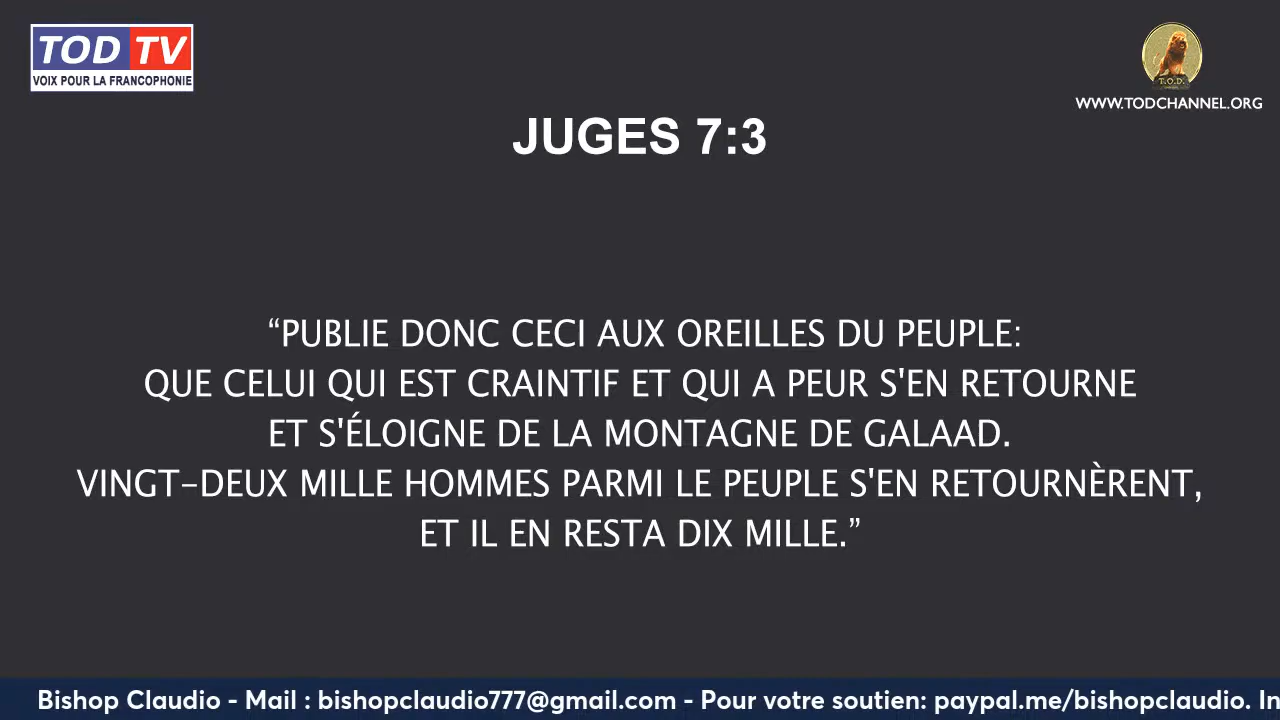 TOD TV
VOIX POUR LA FRANCOPHONIE
T.O.D.
WWW.TODCHANNEL.ORG
JUGES 7:3
“PUBLIE DONC CECI AUX OREILLES DU PEUPLE:
QUE CELUI QUI EST CRAINTIF ET QUI A PEUR S'EN RETOURNE
ET S'ÉLOIGNE DE LA MONTAGNE DE GALAAD.
VINGT-DEUX MILLE HOMMES PARMI LE PEUPLE S'EN RETOURNÈRENT,
ET IL EN RESTA DIX MILLE.”
Bishop Claudio - Mail : bishopclaudio777@gmail.com - Pour votre soutien: paypal.me/bishopclaudio. In